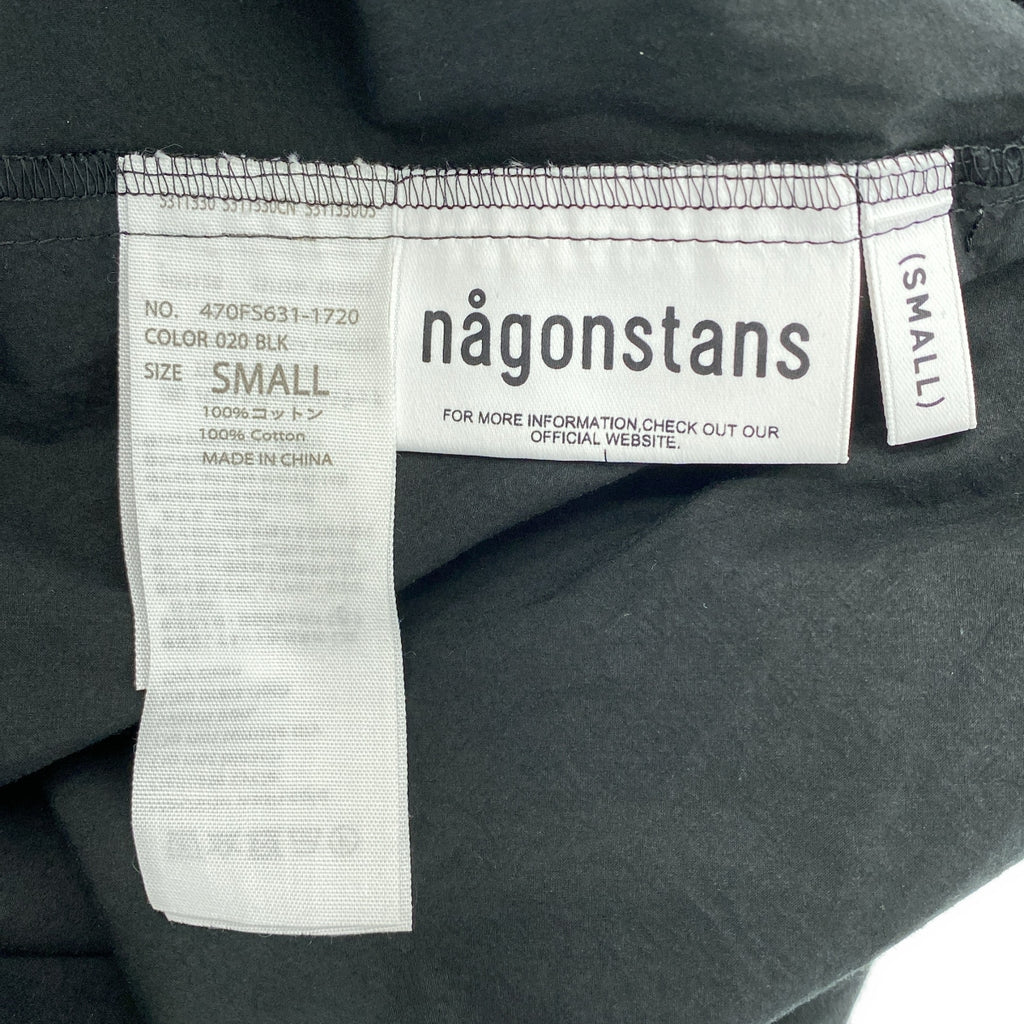 NO. 470FS631-1720
COLOR 020 BLK
SIZE SMALL
100%コットン
100% Cotton
MADE IN CHINA
någonstans
FOR MORE INFORMATION,CHECK OUT OUR
OFFICIAL WEBSITE.
(SMALL)